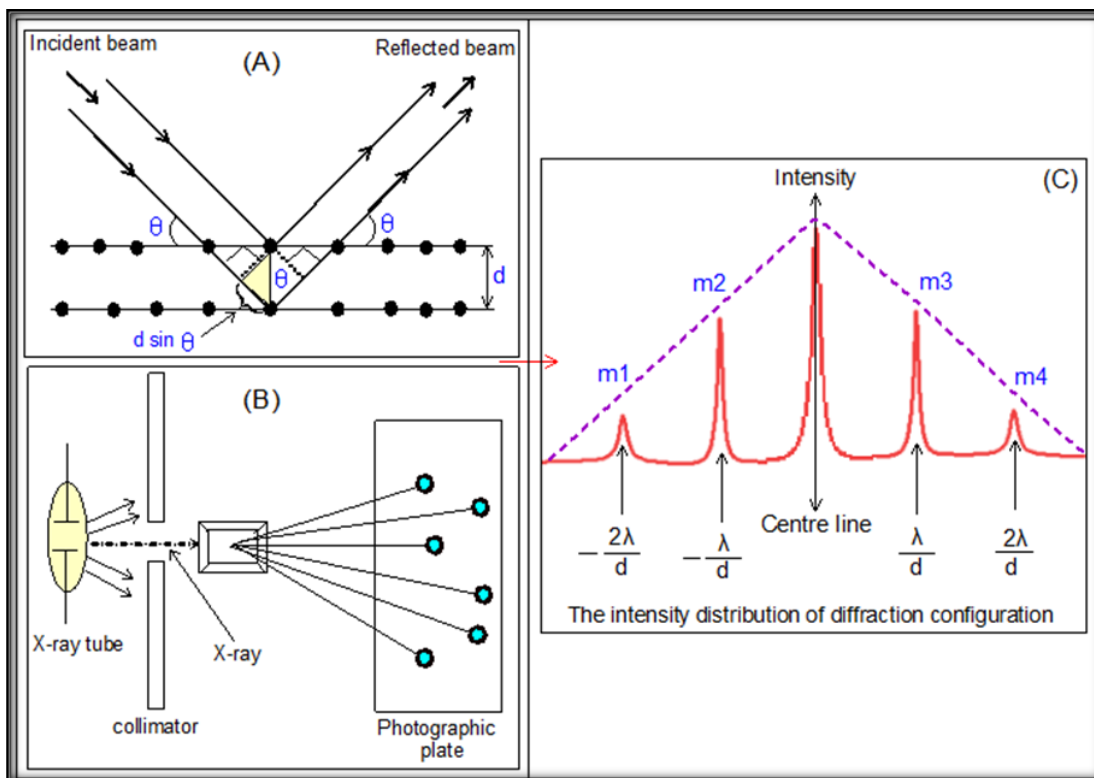 Incident beam
Reflected beam
(A)
θ
θ
θ
d
d sin θ
(B)
X-ray tube
X-ray
collimator
Photographic
plate
(C)
Intensity
m1
m2
m3
m4
Centre line
-2λ/d
-λ/d
λ/d
2λ/d
The intensity distribution of diffraction configuration